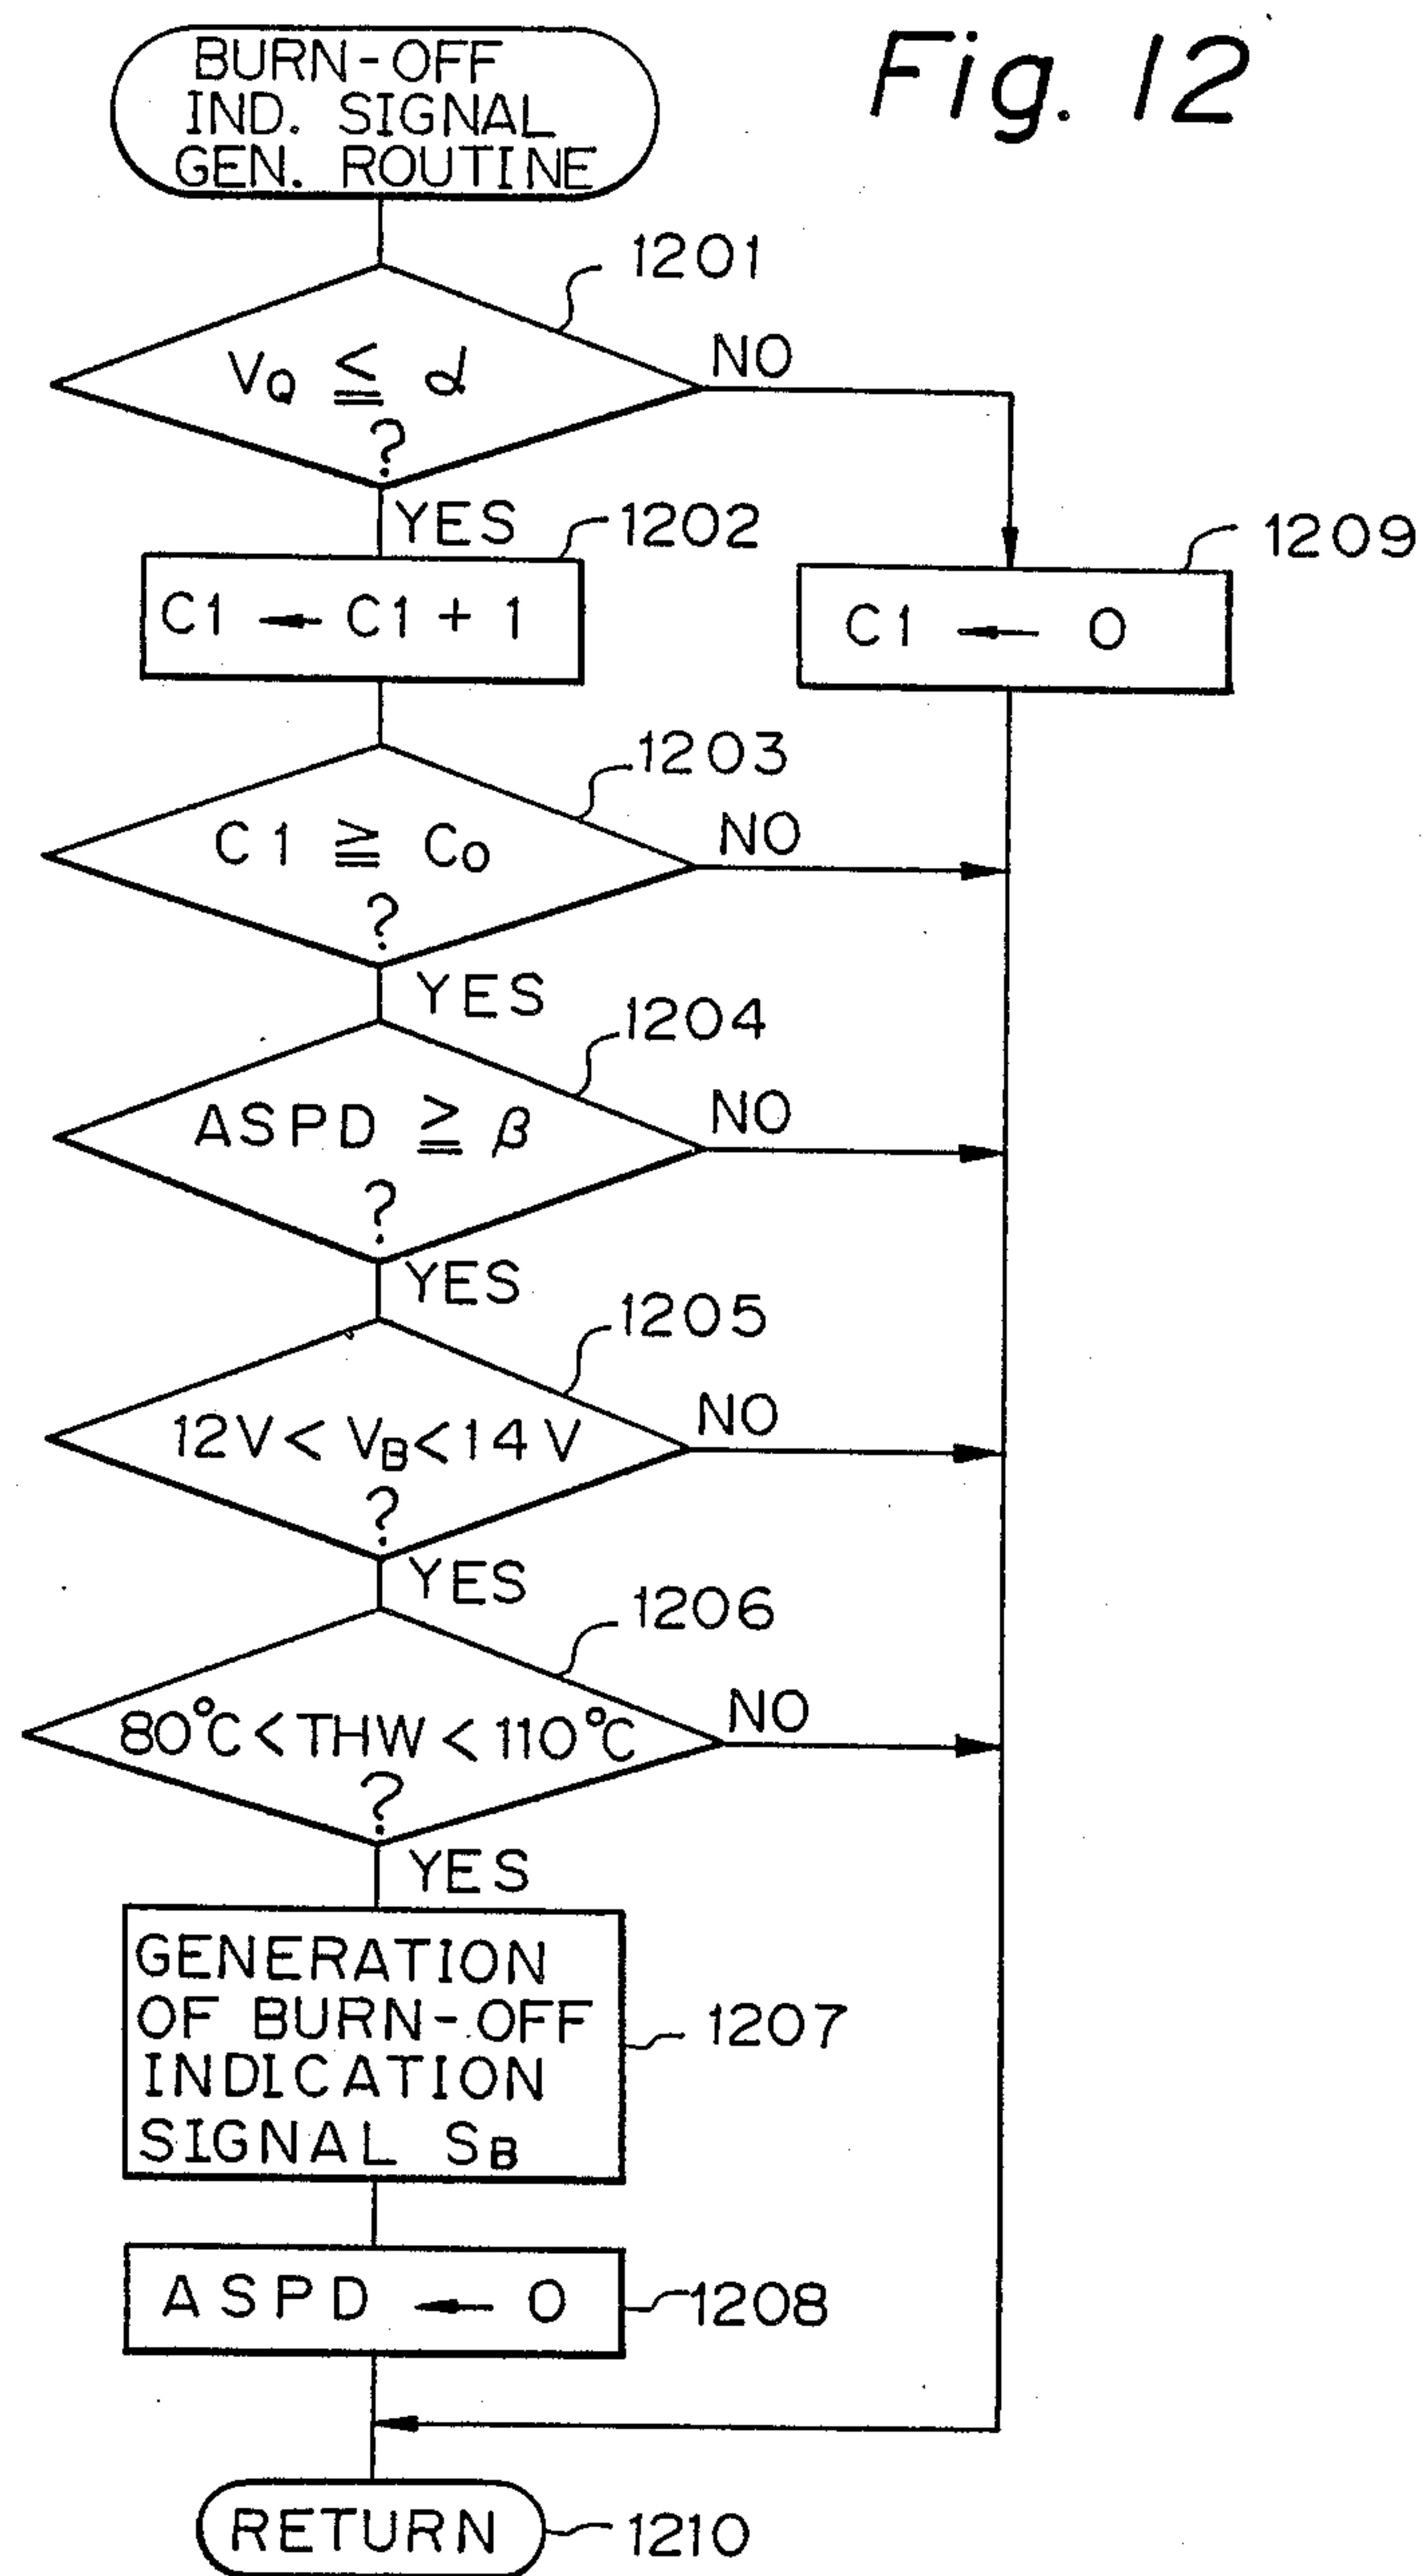 Fig. 12
BURN-OFF
IND. SIGNAL
GEN. ROUTINE
1201
VQ ≦ α
?
NO
YES
1202
C1 ← C1 + 1
1209
C1 ← 0
1203
C1 ≧ C0
?
NO
YES
1204
ASPD ≧ β
?
NO
YES
1205
12V < VB < 14 V
?
NO
YES
1206
80°C < THW < 110°C
?
NO
YES
GENERATION
OF BURN-OFF
INDICATION
SIGNAL SB
1207
ASPD ← 0
1208
RETURN
1210